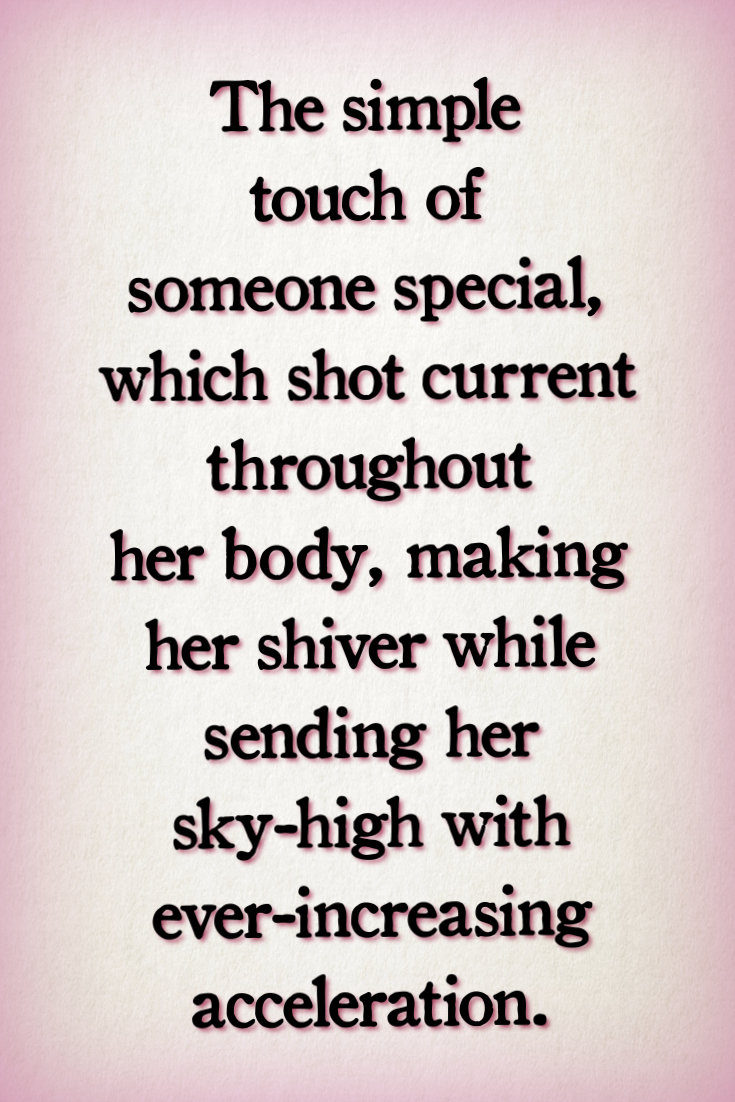 The simple
touch of
someone special,
which shot current
throughout
her body, making
her shiver while
sending her
sky-high with
ever-increasing
acceleration.